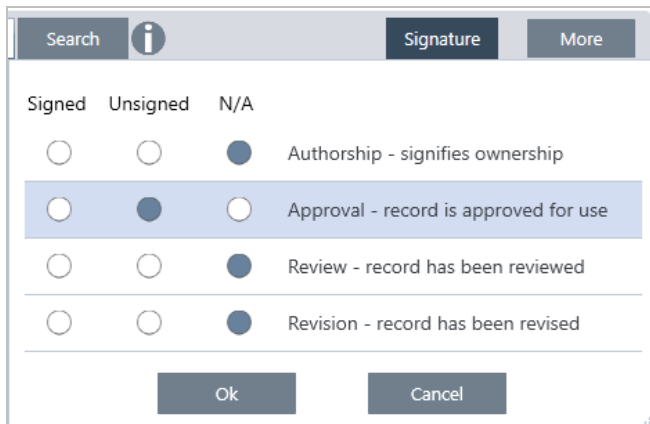 Search i Signature More
Signed Unsigned N/A
Authorship - signifies ownership
Approval - record is approved for use
Review - record has been reviewed
Revision - record has been revised
Ok Cancel